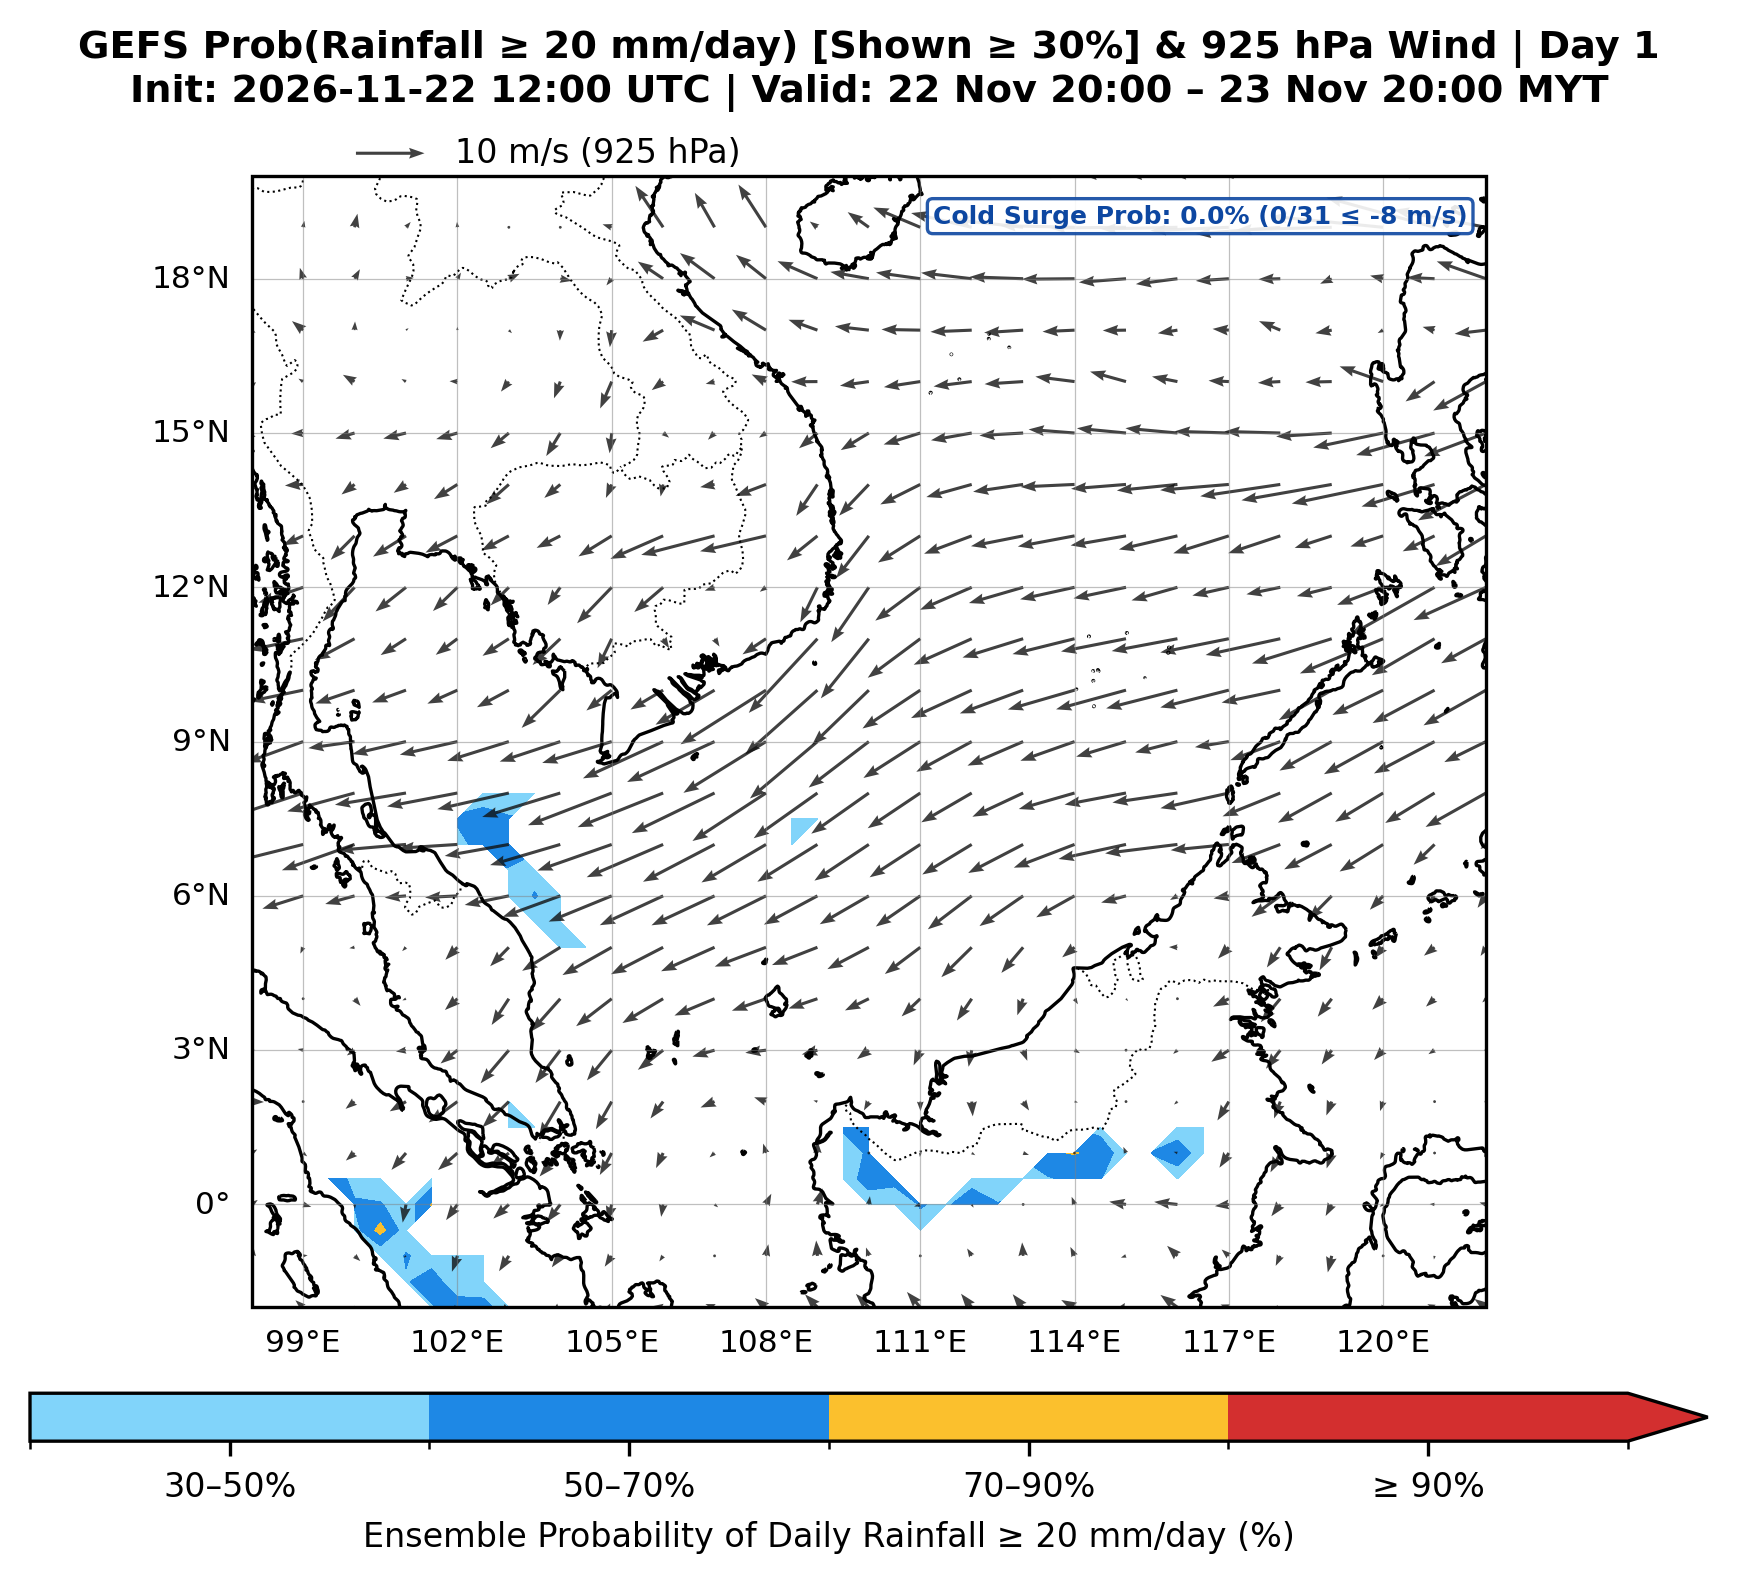 GEFS Prob(Rainfall ≥ 20 mm/day) [Shown ≥ 30%] & 925 hPa Wind | Day 1
Init: 2026-11-22 12:00 UTC | Valid: 22 Nov 20:00 – 23 Nov 20:00 MYT
10 m/s (925 hPa)
Cold Surge Prob: 0.0% (0/31 ≤ -8 m/s)
18°N
15°N
12°N
9°N
6°N
3°N
0°
99°E 102°E 105°E 108°E 111°E 114°E 117°E 120°E
30–50% 50–70% 70–90% ≥ 90%
Ensemble Probability of Daily Rainfall ≥ 20 mm/day (%)